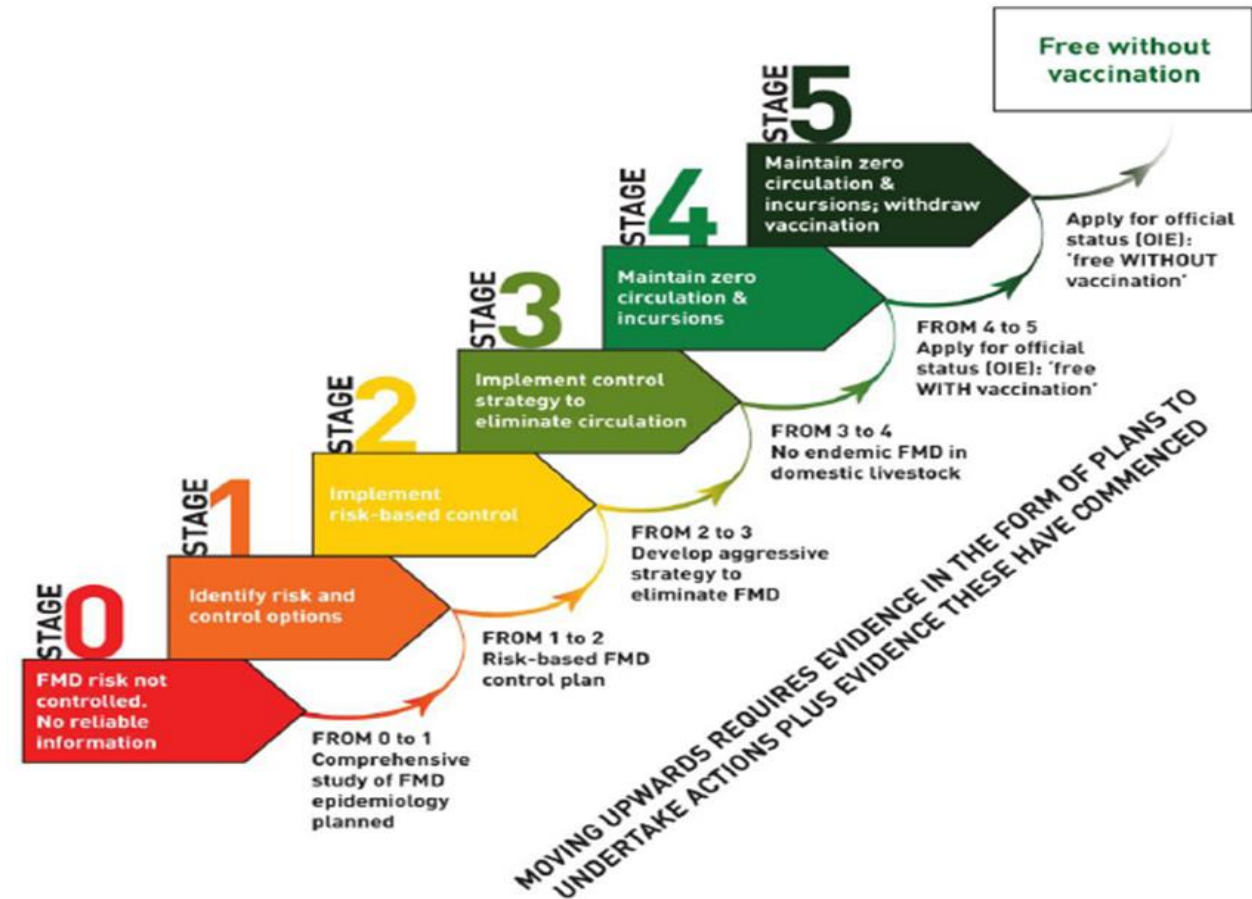 Free without
vaccination
STAGE 5
Maintain zero
circulation &
incursions; withdraw
vaccination
Apply for official
status (OIE):
'free WITHOUT
vaccination'
STAGE 4
Maintain zero
circulation &
incursions
FROM 4 to 5
Apply for official
status (OIE): 'free
WITH vaccination'
STAGE 3
Implement control
strategy to
eliminate circulation
FROM 3 to 4
No endemic FMD in
domestic livestock
STAGE 2
Implement
risk-based control
FROM 2 to 3
Develop aggressive
strategy to
eliminate FMD
STAGE 1
Identify risk and
control options
FROM 1 to 2
Risk-based FMD
control plan
STAGE 0
FMD risk not
controlled.
No reliable
information
FROM 0 to 1
Comprehensive
study of FMD
epidemiology
planned
MOVING UPWARDS REQUIRES EVIDENCE IN THE FORM OF PLANS TO
UNDERTAKE ACTIONS PLUS EVIDENCE THESE HAVE COMMENCED